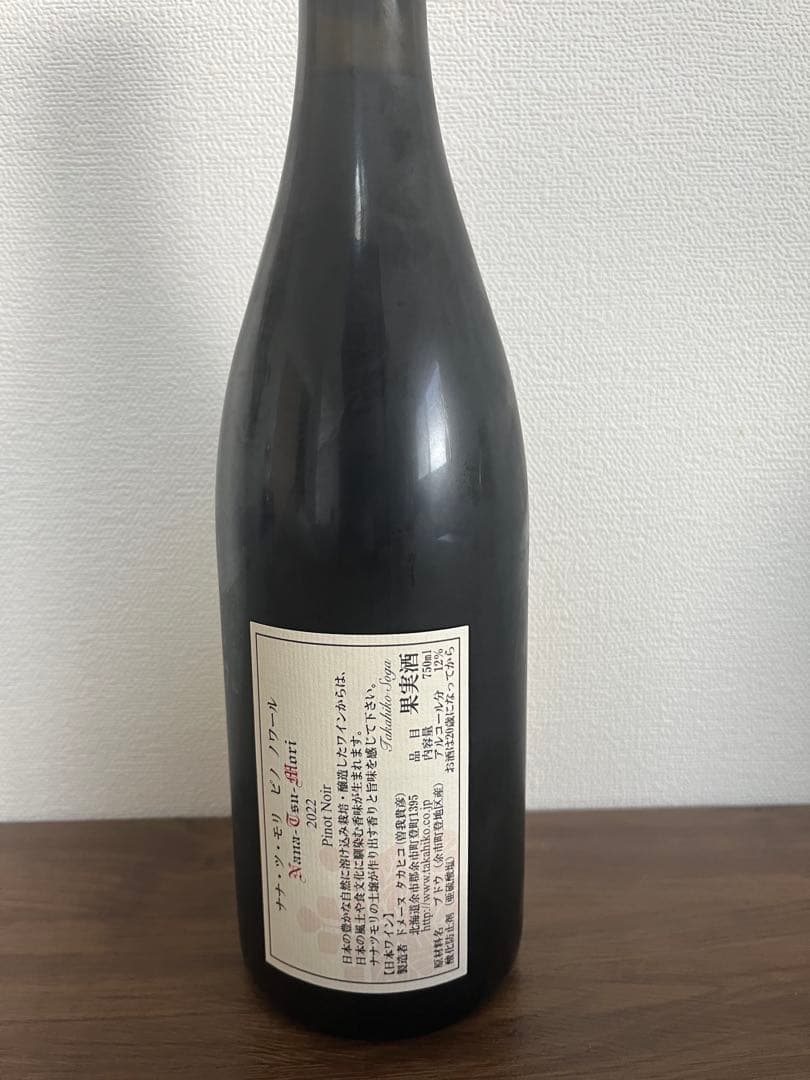 ナナ・ツ・モリ ピノ ノワール
Nana-Tsu-Mori
2022
Pinot Noir
日本の豊かな自然に溶け込み栽培・醸造したワインからは、
日本の風土や食文化に馴染む香味が生まれます。
ナナツモリの土壌が作り出す香りと旨味を感じて下さい。
Takahiko Soga
【日本ワイン】
製造者 ドメーヌ タカヒコ (曽我貴彦)
北海道余市郡余市町登町1395
http://www.takahiko.co.jp
原材料名: ブドウ (余市町登地区産)
酸化防止剤 (亜硫酸塩)
品目 果実酒
内容量 750ml
アルコール分 12%
お酒は20歳になってから